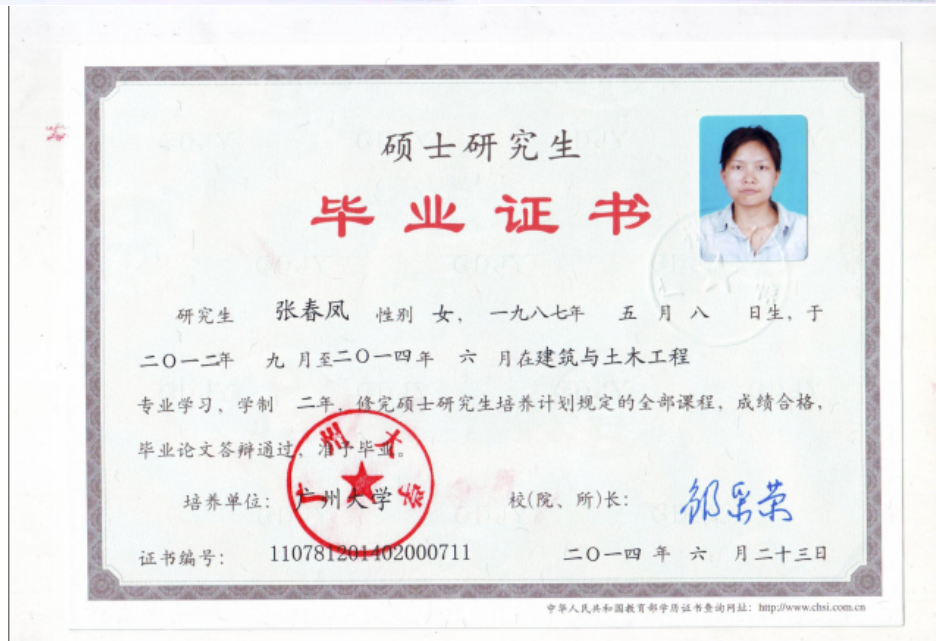 硕士研究生
毕业证书
研究生 张春凤 性别 女， 一九八七年 五 月 八 日生，于
二〇一二年 九 月至二〇一四年 六 月在建筑与土木工程
专业学习，学制 二年，修完硕士研究生培养计划规定的全部课程，成绩合格，
毕业论文答辩通过，准予毕业。
培养单位：广州大学 校(院、所)长：
广州大学
证书编号： 110781201402000711 二〇一四 年 六 月二十三日
中华人民共和国教育部学历证书查询网址：http://www.chsi.com.cn